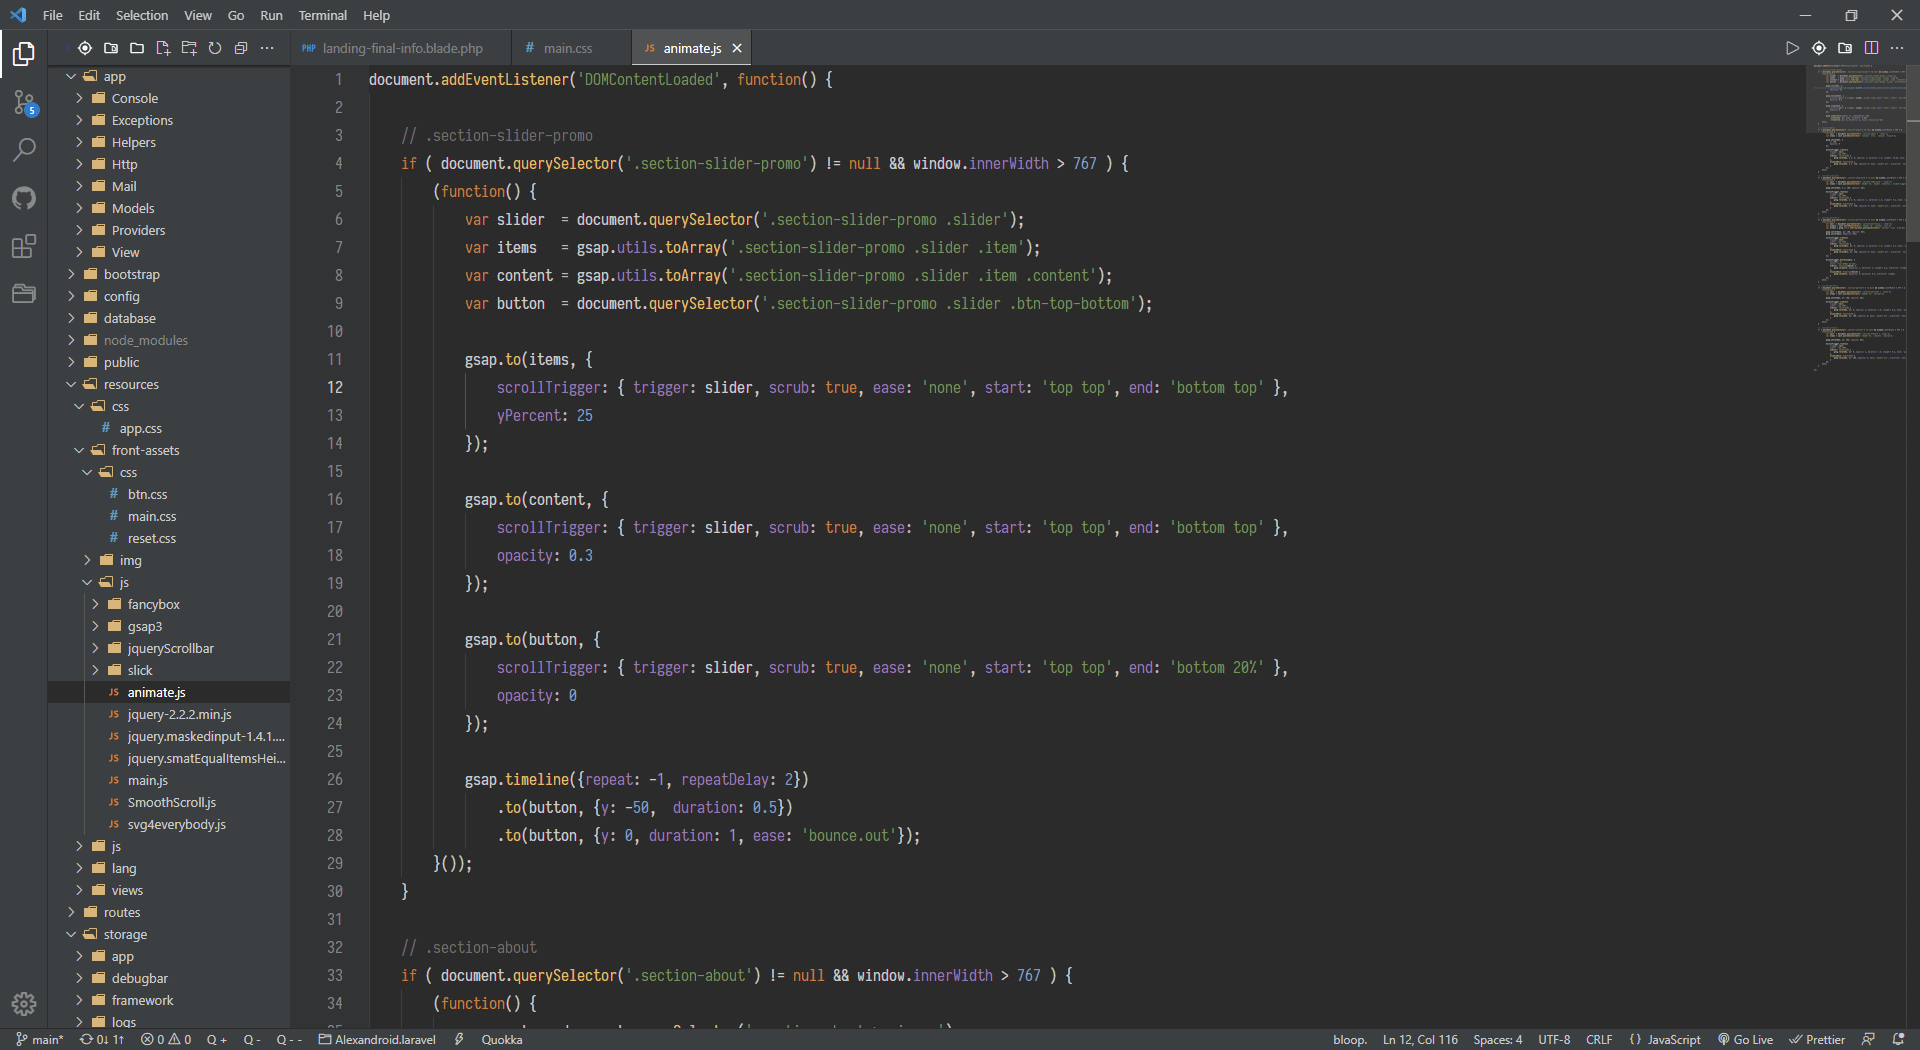 File Edit Selection View Go Run Terminal Help
PHP landing-final-info.blade.php # main.css JS animate.js
5
app
Console
Exceptions
Helpers
Http
Mail
Models
Providers
View
bootstrap
config
database
node_modules
public
resources
css
# app.css
front-assets
css
# btn.css
# main.css
# reset.css
img
js
fancybox
gsap3
jqueryScrollbar
slick
JS animate.js
JS jquery-2.2.2.min.js
JS jquery.maskedinput-1.4.1....
JS jquery.smatEqualItemsHei...
JS main.js
JS SmoothScroll.js
JS svg4everybody.js
js
lang
views
routes
storage
app
debugbar
framework
logs
1 document.addEventListener('DOMContentLoaded', function() {
2
3 // .section-slider-promo
4 if ( document.querySelector('.section-slider-promo') != null && window.innerWidth > 767 ) {
5 (function() {
6 var slider = document.querySelector('.section-slider-promo .slider');
7 var items = gsap.utils.toArray('.section-slider-promo .slider .item');
8 var content = gsap.utils.toArray('.section-slider-promo .slider .item .content');
9 var button = document.querySelector('.section-slider-promo .slider .btn-top-bottom');
10
11 gsap.to(items, {
12 scrollTrigger: { trigger: slider, scrub: true, ease: 'none', start: 'top top', end: 'bottom top' },
13 yPercent: 25
14 });
15
16 gsap.to(content, {
17 scrollTrigger: { trigger: slider, scrub: true, ease: 'none', start: 'top top', end: 'bottom top' },
18 opacity: 0.3
19 });
20
21 gsap.to(button, {
22 scrollTrigger: { trigger: slider, scrub: true, ease: 'none', start: 'top top', end: 'bottom 20%' },
23 opacity: 0
24 });
25
26 gsap.timeline({repeat: -1, repeatDelay: 2})
27 .to(button, {y: -50, duration: 0.5})
28 .to(button, {y: 0, duration: 1, ease: 'bounce.out'});
29 }());
30 }
31
32 // .section-about
33 if ( document.querySelector('.section-about') != null && window.innerWidth > 767 ) {
34 (function() {
main* 0↓ 1↑ 0 0 Q + Q - Q - - Alexandroid.laravel Quokka bloop. Ln 12, Col 116 Spaces: 4 UTF-8 CRLF { } JavaScript Go Live Prettier